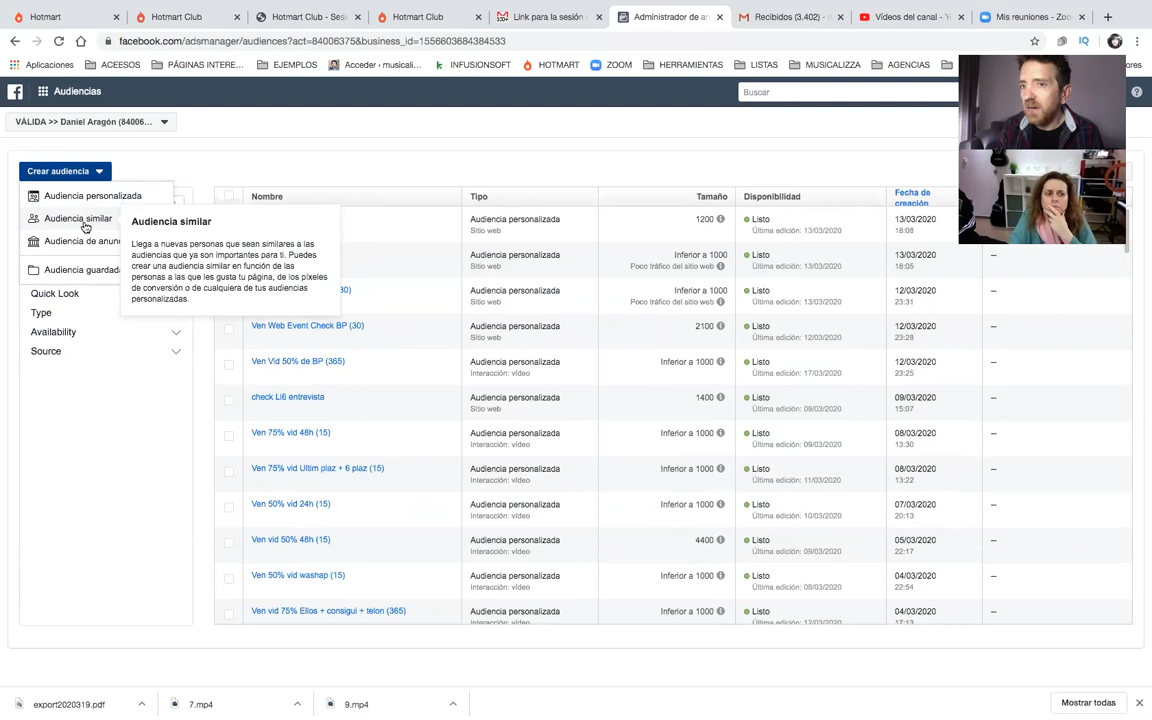 Hotmart
Hotmart Club
Hotmart Club - Sesi
Hotmart Club
Link para la sesión
Administrador de an
Recibidos (3.402) -
Vídeos del canal - Y
Mis reuniones - Zoo
facebook.com/adsmanager/audiences?act=84006375&business_id=1556603684384533
Aplicaciones
ACEESOS
PÁGINAS INTERE...
EJEMPLOS
Acceder ‹ musicali...
INFUSIONSOFT
HOTMART
ZOOM
HERRAMIENTAS
LISTAS
MUSICALIZZA
AGENCIAS
Audiencias
Buscar
VÁLIDA >> Daniel Aragón (84006...
Crear audiencia
Audiencia personalizada
Audiencia similar
Audiencia de anunc
Audiencia guardada
Audiencia similar
Llega a nuevas personas que sean similares a las
audiencias que ya son importantes para ti. Puedes
crear una audiencia similar en función de las
personas a las que les gusta tu página, de los píxeles
de conversión o de cualquiera de tus audiencias
personalizadas.
Quick Look
Type
Availability
Source
Nombre Tipo Tamaño Disponibilidad Fecha de
creación
Audiencia personalizada 1200 Listo 13/03/2020
Sitio web Última edición: 13/03/2020 18:08
Audiencia personalizada Inferior a 1000 Listo 13/03/2020 --
Sitio web Poco tráfico del sitio web Última edición: 13/03/2020 18:05
30) Audiencia personalizada Inferior a 1000 Listo 12/03/2020 --
Sitio web Poco tráfico del sitio web Última edición: 13/03/2020 23:31
Ven Web Event Check BP (30) Audiencia personalizada 2100 Listo 12/03/2020 --
Sitio web Última edición: 12/03/2020 23:28
Ven Vid 50% de BP (365) Audiencia personalizada Inferior a 1000 Listo 12/03/2020 --
Interacción: vídeo Última edición: 17/03/2020 23:25
check Li6 entrevista Audiencia personalizada 1400 Listo 09/03/2020 --
Sitio web Última edición: 09/03/2020 15:07
Ven 75% vid 48h (15) Audiencia personalizada Inferior a 1000 Listo 08/03/2020 --
Interacción: vídeo Última edición: 09/03/2020 13:30
Ven 75% vid Ultim plaz + 6 plaz (15) Audiencia personalizada Inferior a 1000 Listo 08/03/2020 --
Interacción: vídeo Última edición: 11/03/2020 13:22
Ven 50% vid 24h (15) Audiencia personalizada Inferior a 1000 Listo 07/03/2020 --
Interacción: vídeo Última edición: 10/03/2020 20:13
Ven vid 50% 48h (15) Audiencia personalizada 4400 Listo 05/03/2020 --
Interacción: vídeo Última edición: 09/03/2020 22:17
Ven 50% vid washap (15) Audiencia personalizada Inferior a 1000 Listo 04/03/2020 --
Interacción: vídeo Última edición: 08/03/2020 22:54
Ven vid 75% Ellos + consigui + telon (365) Audiencia personalizada Inferior a 1000 Listo 04/03/2020 --
Interacción: vídeo Última edición: 12/03/2020 17:13
export2020319.pdf
7.mp4
9.mp4
Mostrar todas